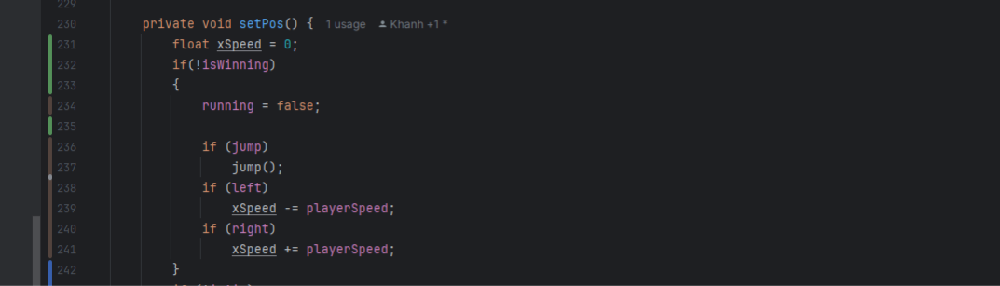 229
230 private void setPos() { 1 usage Khanh +1 *
231 float xSpeed = 0;
232 if(!isWinning)
233 {
234 running = false;
235
236 if (jump)
237 jump();
238 if (left)
239 xSpeed -= playerSpeed;
240 if (right)
241 xSpeed += playerSpeed;
242 }